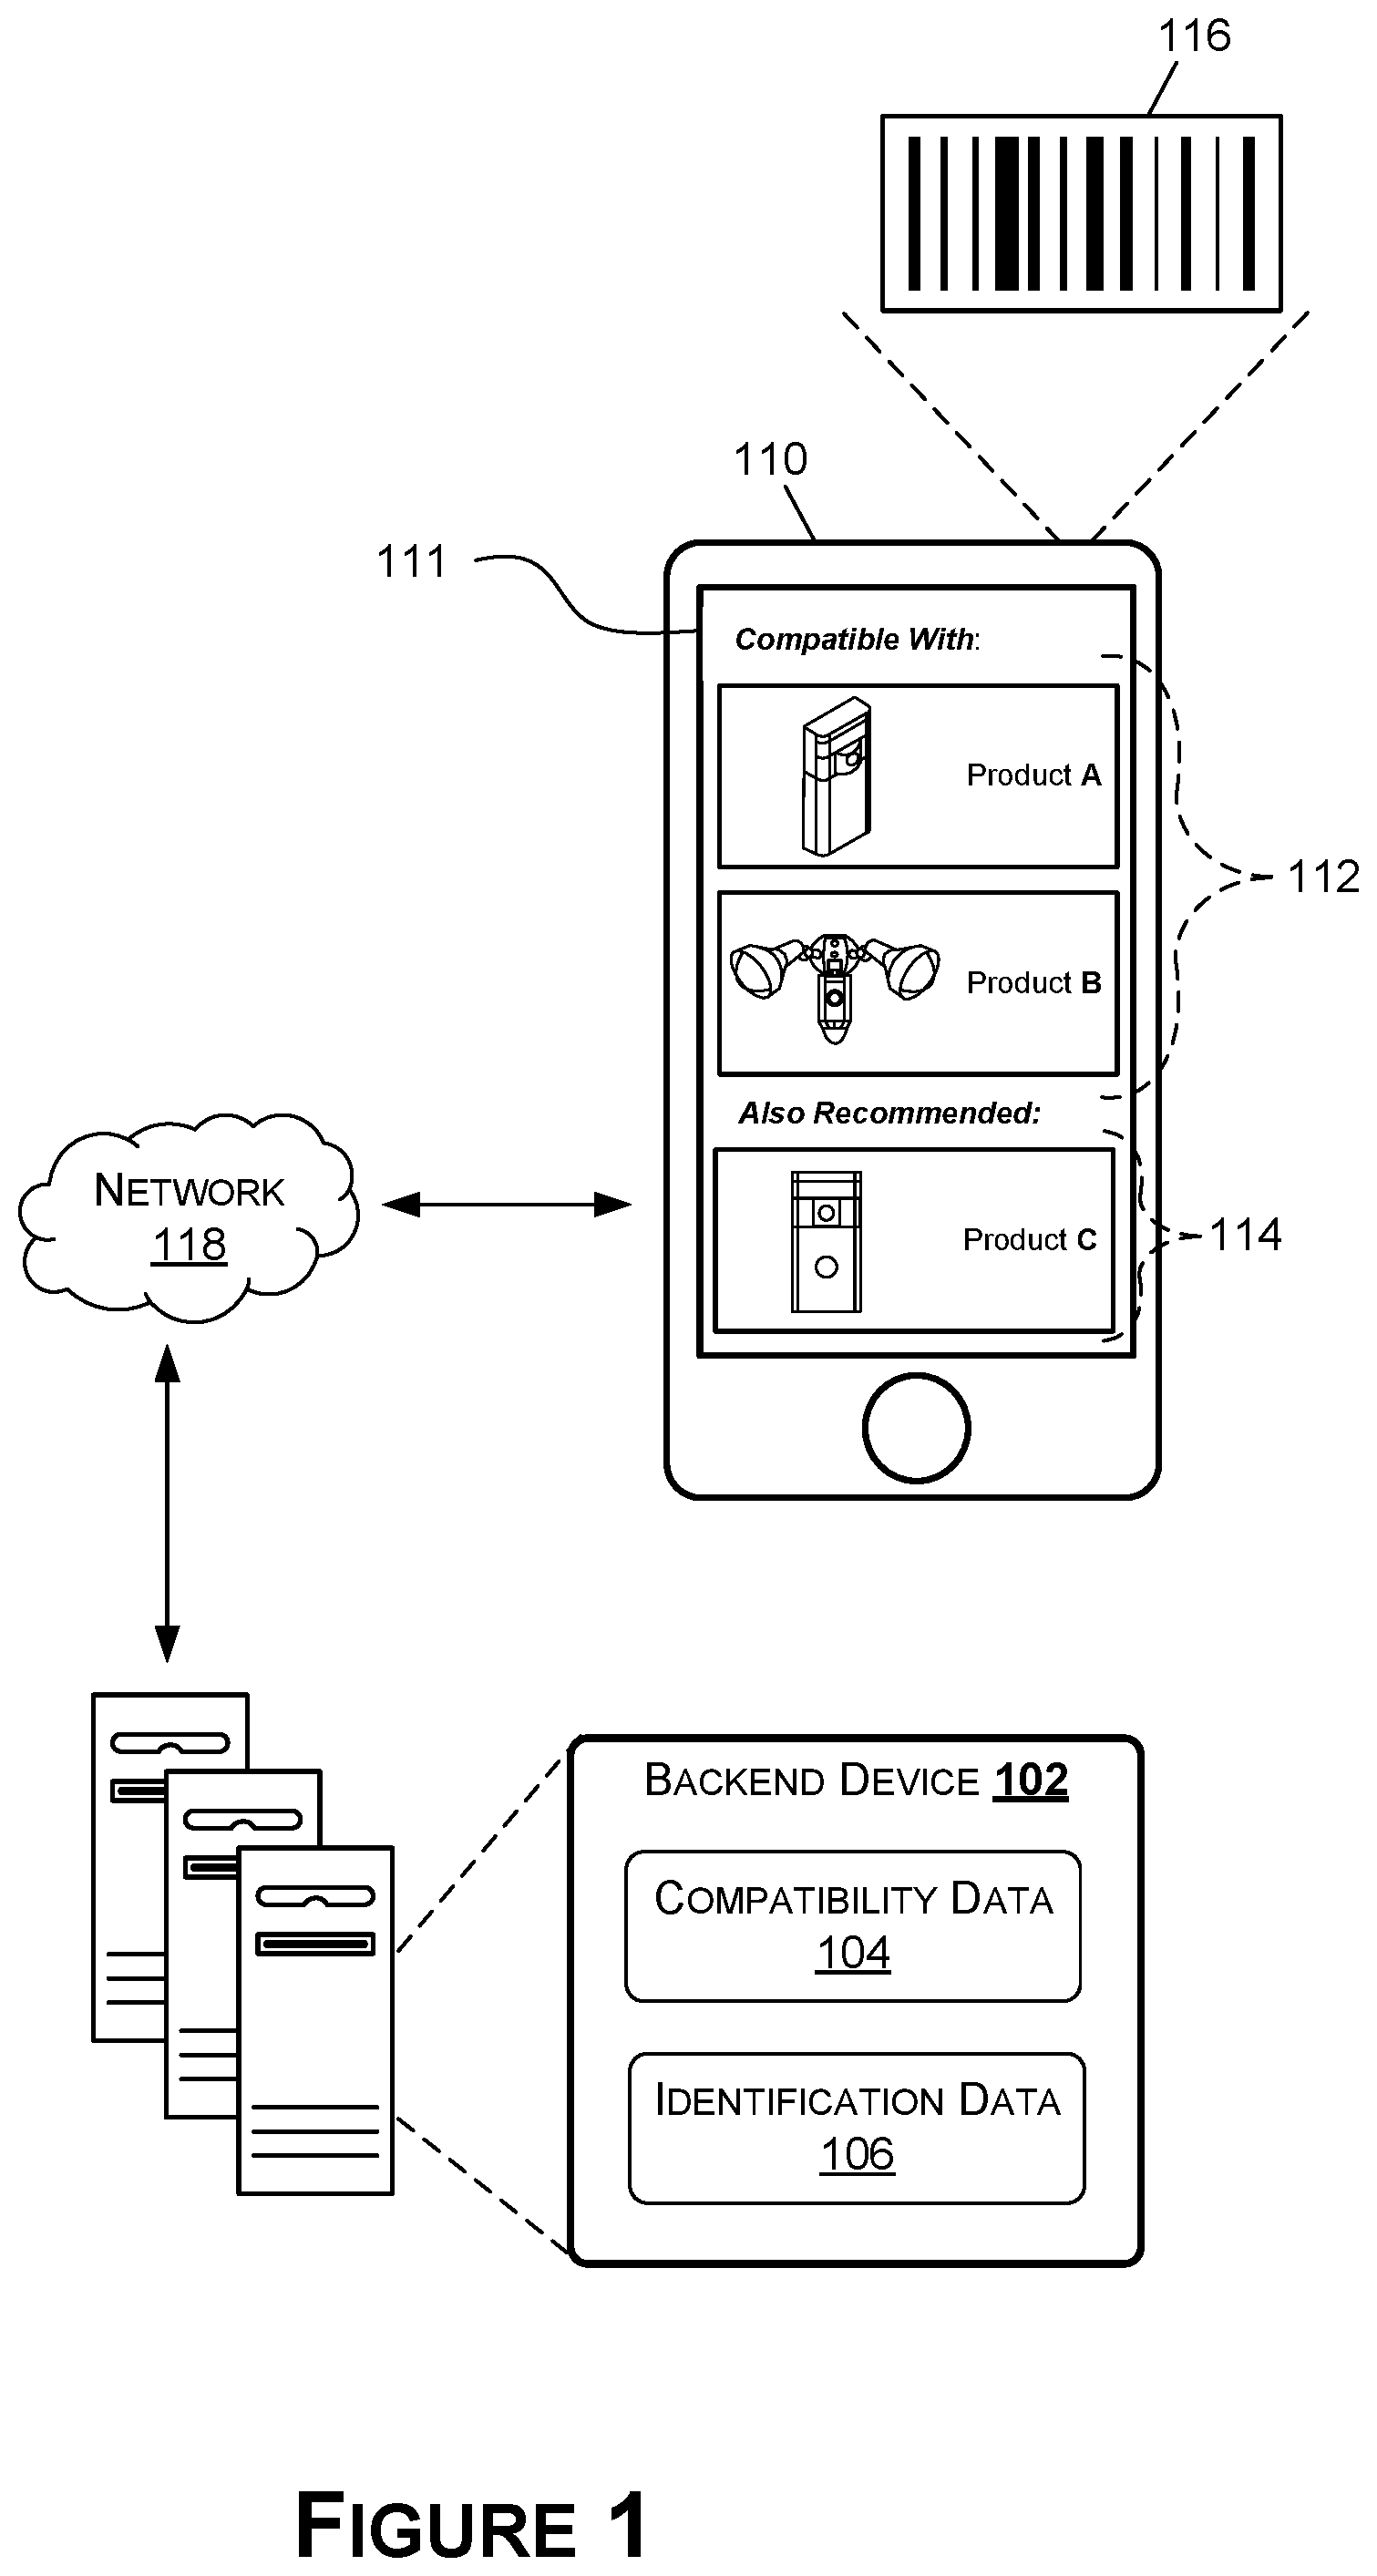 116
110
111
Compatible With:
Product A
112
Product B
Also Recommended:
NETWORK
118
Product C
114
BACKEND DEVICE 102
COMPATIBILITY DATA
104
IDENTIFICATION DATA
106
FIGURE 1